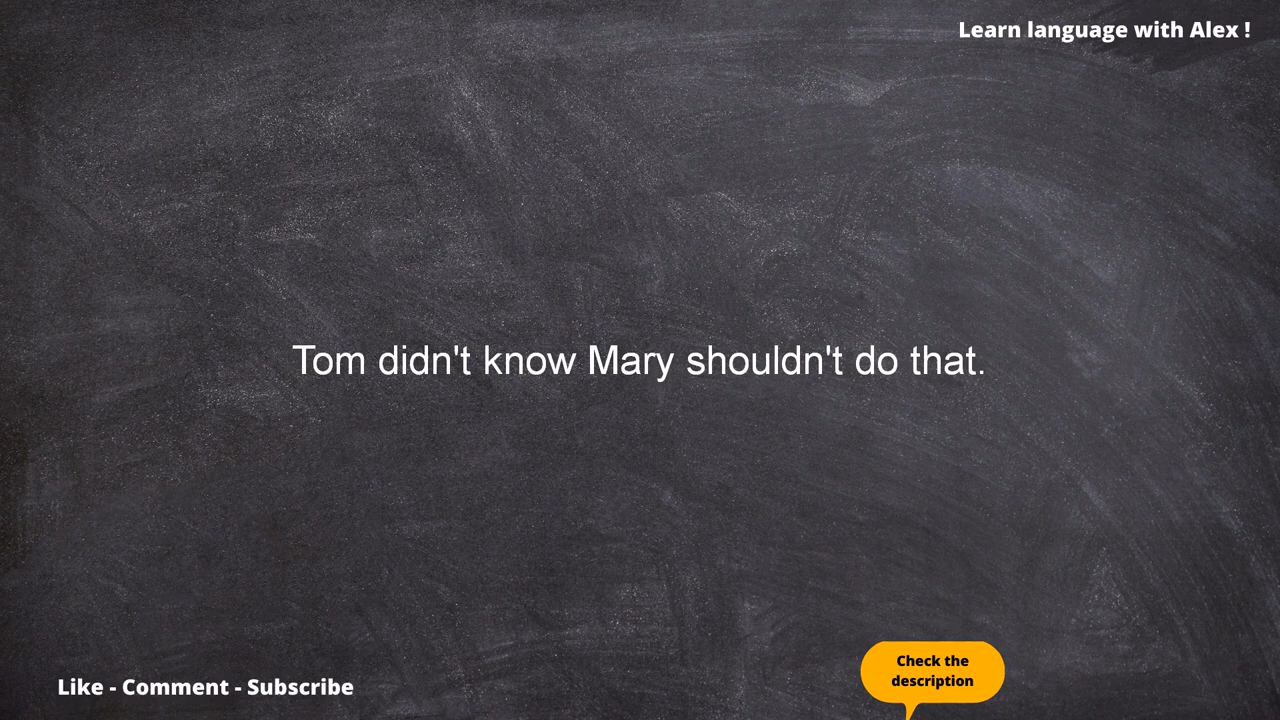 Learn language with Alex !
Tom didn't know Mary shouldn't do that.
Check the
description
Like - Comment - Subscribe